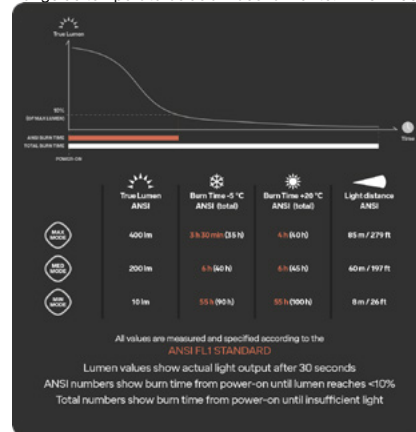 True Lumen
10%
(OF MAX LUMEN)
Time
ANSI BURN TIME
TOTAL BURN TIME
POWER-ON
True Lumen
ANSI
Burn Time -5 °C
ANSI (total)
Burn Time +20 °C
ANSI (total)
Light distance
ANSI
MAX
MODE
400 lm
3 h 30 min (35 h)
4 h (40 h)
85 m / 279 ft
MED
MODE
200 lm
6 h (40 h)
6 h (45 h)
60 m / 197 ft
MIN
MODE
10 lm
55 h (90 h)
55 h (100 h)
8 m / 26 ft
All values are measured and specified according to the
ANSI FL1 STANDARD
Lumen values show actual light output after 30 seconds
ANSI numbers show burn time from power-on until lumen reaches <10%
Total numbers show burn time from power-on until insufficient light